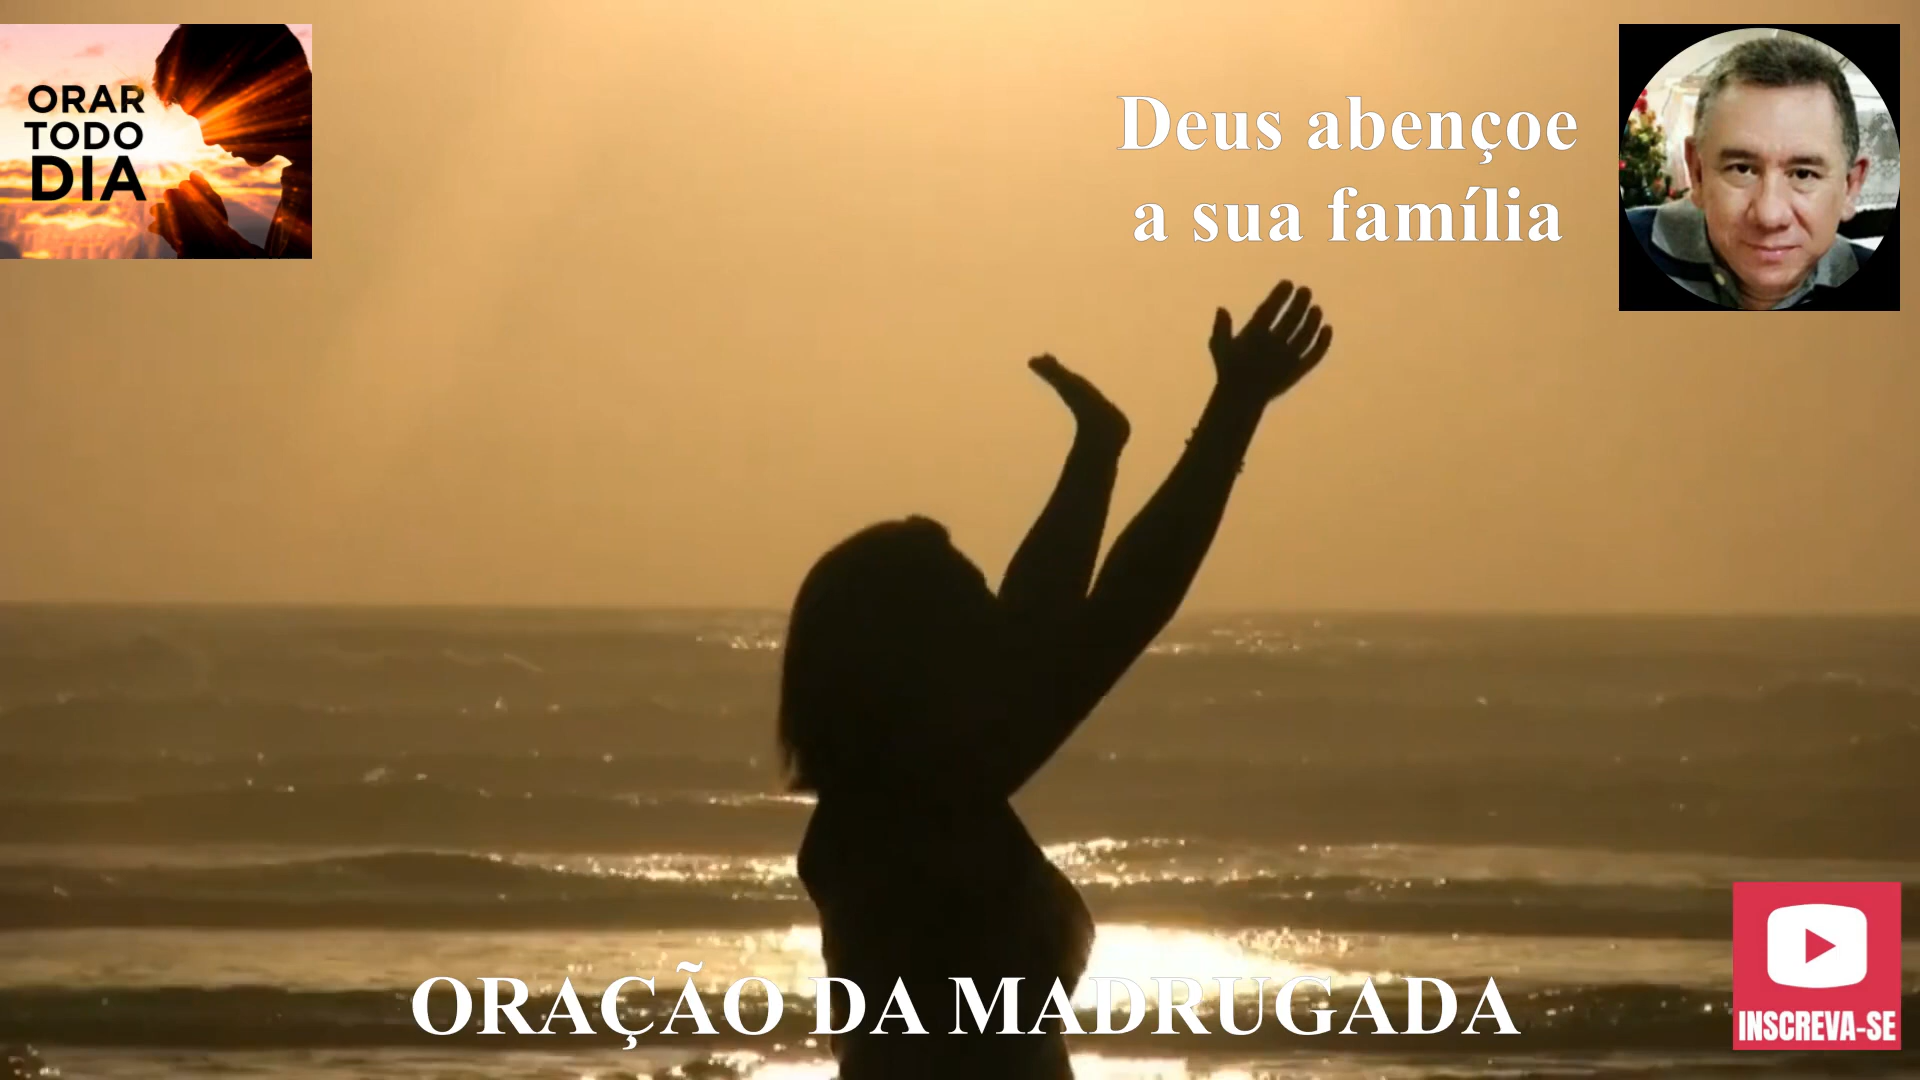 ORAR
TODO
DIA
Deus abençoe
a sua família
ORAÇÃO DA MADRUGADA
INSCREVA-SE